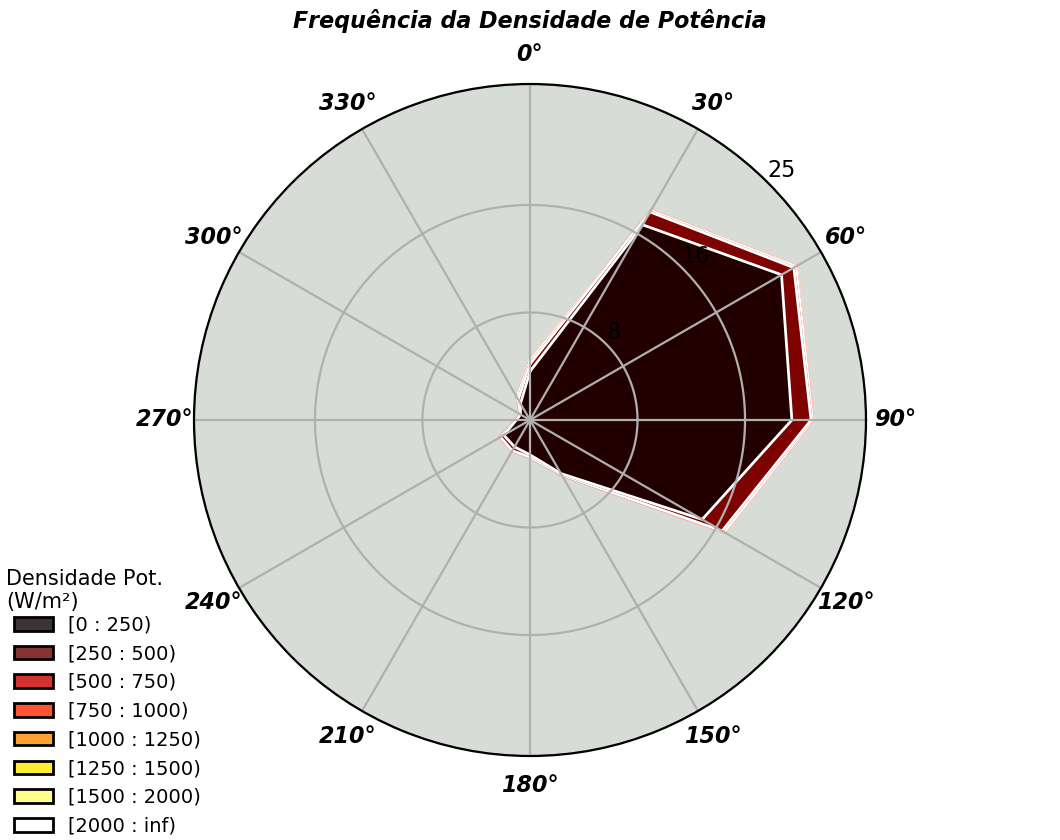 Frequência da Densidade de Potência
0°
330°
30°
25
300°
60°
16
8
270°
90°
240°
120°
210°
150°
180°
Densidade Pot.
(W/m²)
[0 : 250)
[250 : 500)
[500 : 750)
[750 : 1000)
[1000 : 1250)
[1250 : 1500)
[1500 : 2000)
[2000 : inf)